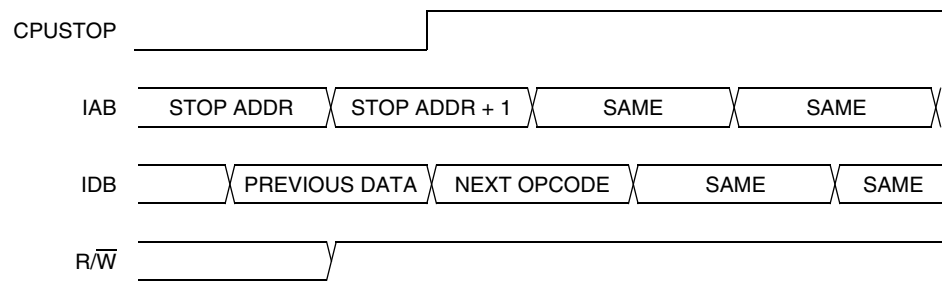 CPUSTOP
IAB STOP ADDR STOP ADDR + 1 SAME SAME
IDB PREVIOUS DATA NEXT OPCODE SAME SAME
R/W̅